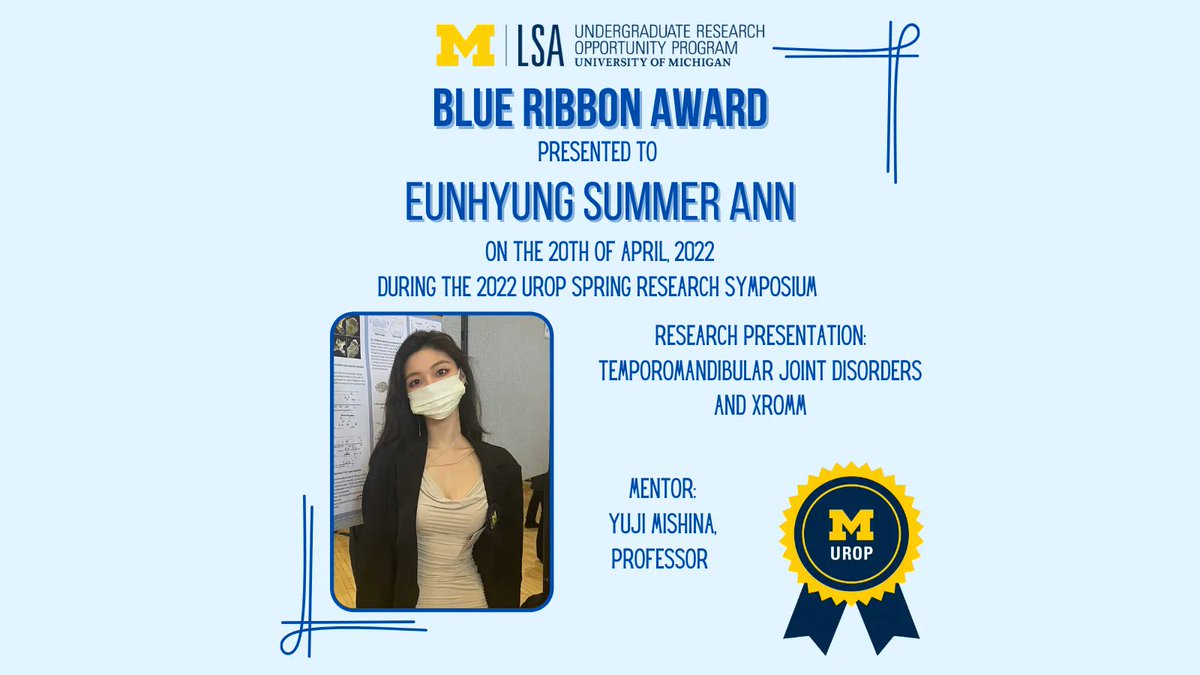 M LSA UNDERGRADUATE RESEARCH
OPPORTUNITY PROGRAM
UNIVERSITY OF MICHIGAN
BLUE RIBBON AWARD
PRESENTED TO
EUNHYUNG SUMMER ANN
ON THE 20TH OF APRIL, 2022
DURING THE 2022 UROP SPRING RESEARCH SYMPOSIUM
RESEARCH PRESENTATION:
TEMPOROMANDIBULAR JOINT DISORDERS
AND XROMM
MENTOR:
YUJI MISHINA,
PROFESSOR
M
UROP